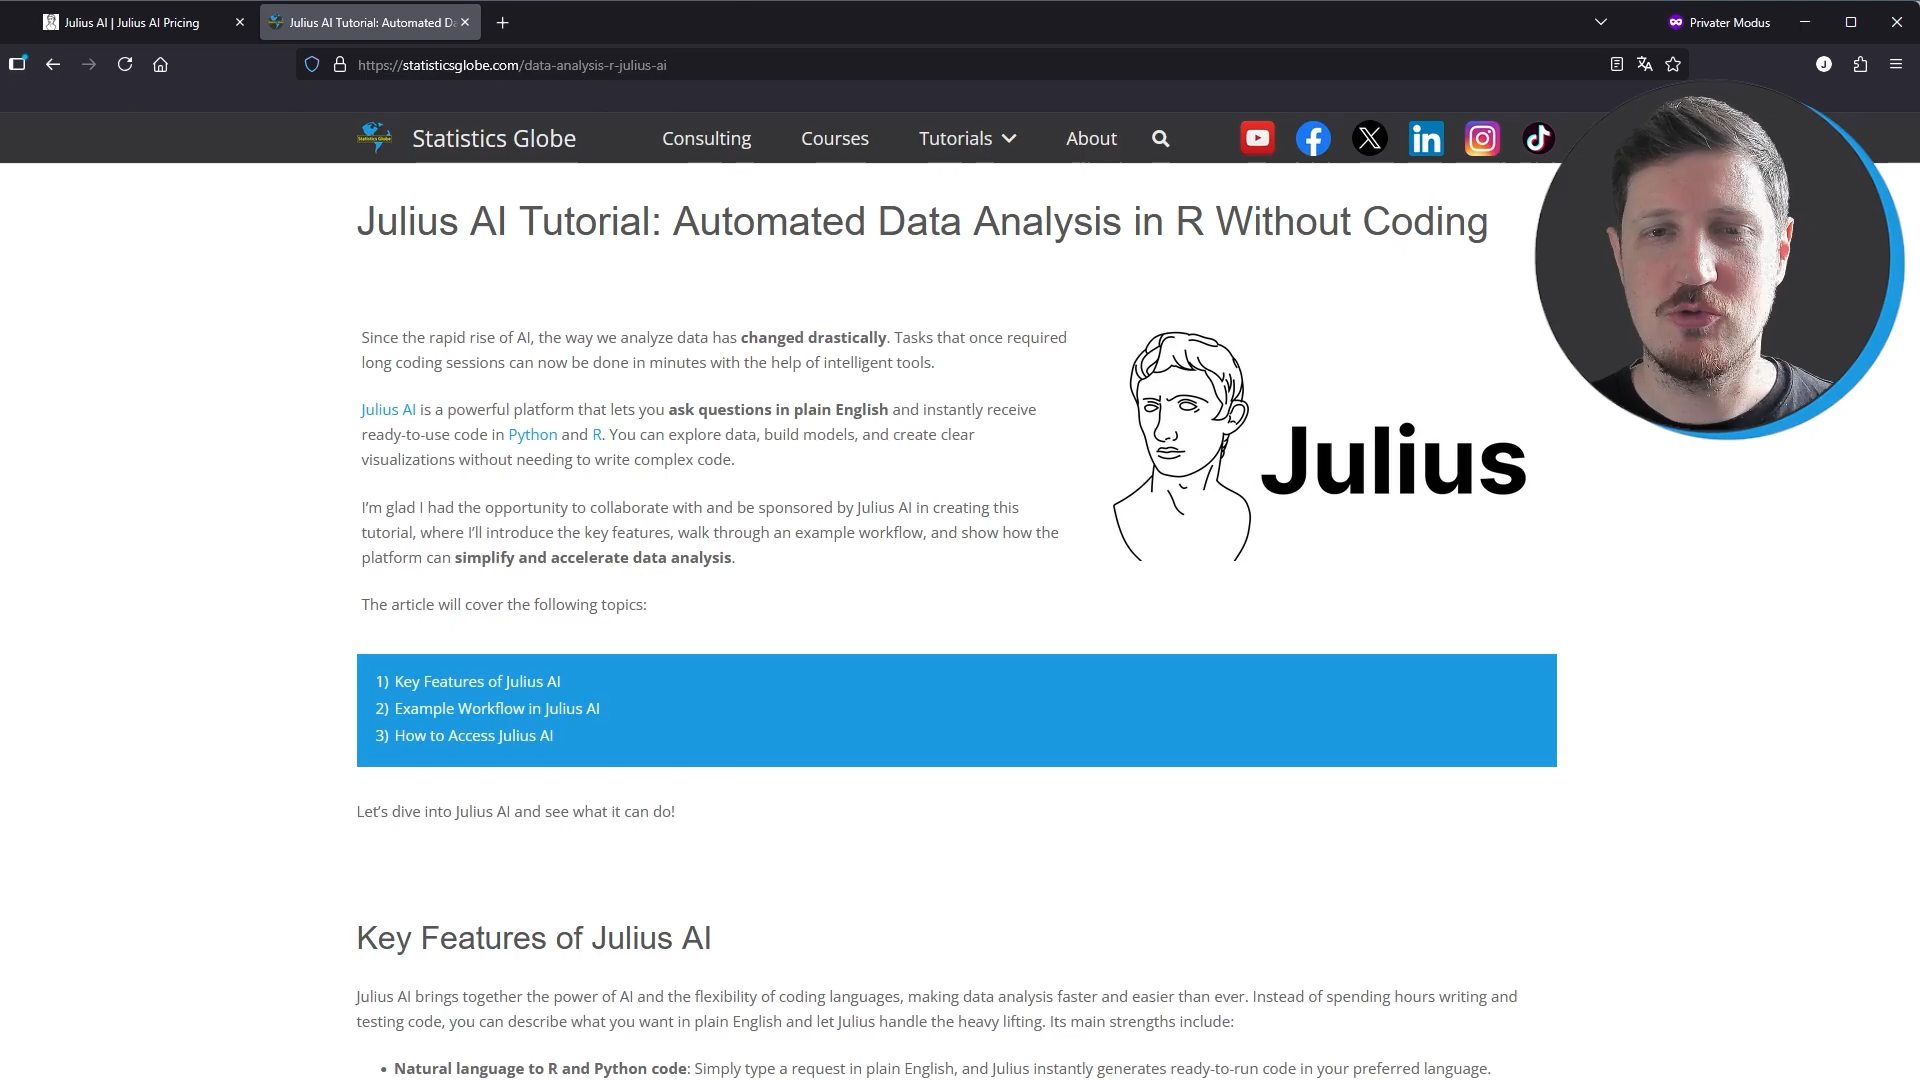 Julius AI | Julius AI Pricing
Julius AI Tutorial: Automated Da
Privater Modus
https://statisticsglobe.com/data-analysis-r-julius-ai
J
Statistics Globe
Consulting
Courses
Tutorials
About
Julius AI Tutorial: Automated Data Analysis in R Without Coding
Since the rapid rise of AI, the way we analyze data has changed drastically. Tasks that once required
long coding sessions can now be done in minutes with the help of intelligent tools.
Julius AI is a powerful platform that lets you ask questions in plain English and instantly receive
ready-to-use code in Python and R. You can explore data, build models, and create clear
visualizations without needing to write complex code.
I'm glad I had the opportunity to collaborate with and be sponsored by Julius AI in creating this
tutorial, where I'll introduce the key features, walk through an example workflow, and show how the
platform can simplify and accelerate data analysis.
Julius
The article will cover the following topics:
1) Key Features of Julius AI
2) Example Workflow in Julius AI
3) How to Access Julius AI
Let's dive into Julius AI and see what it can do!
Key Features of Julius AI
Julius AI brings together the power of AI and the flexibility of coding languages, making data analysis faster and easier than ever. Instead of spending hours writing and
testing code, you can describe what you want in plain English and let Julius handle the heavy lifting. Its main strengths include:
• Natural language to R and Python code: Simply type a request in plain English, and Julius instantly generates ready-to-run code in your preferred language.